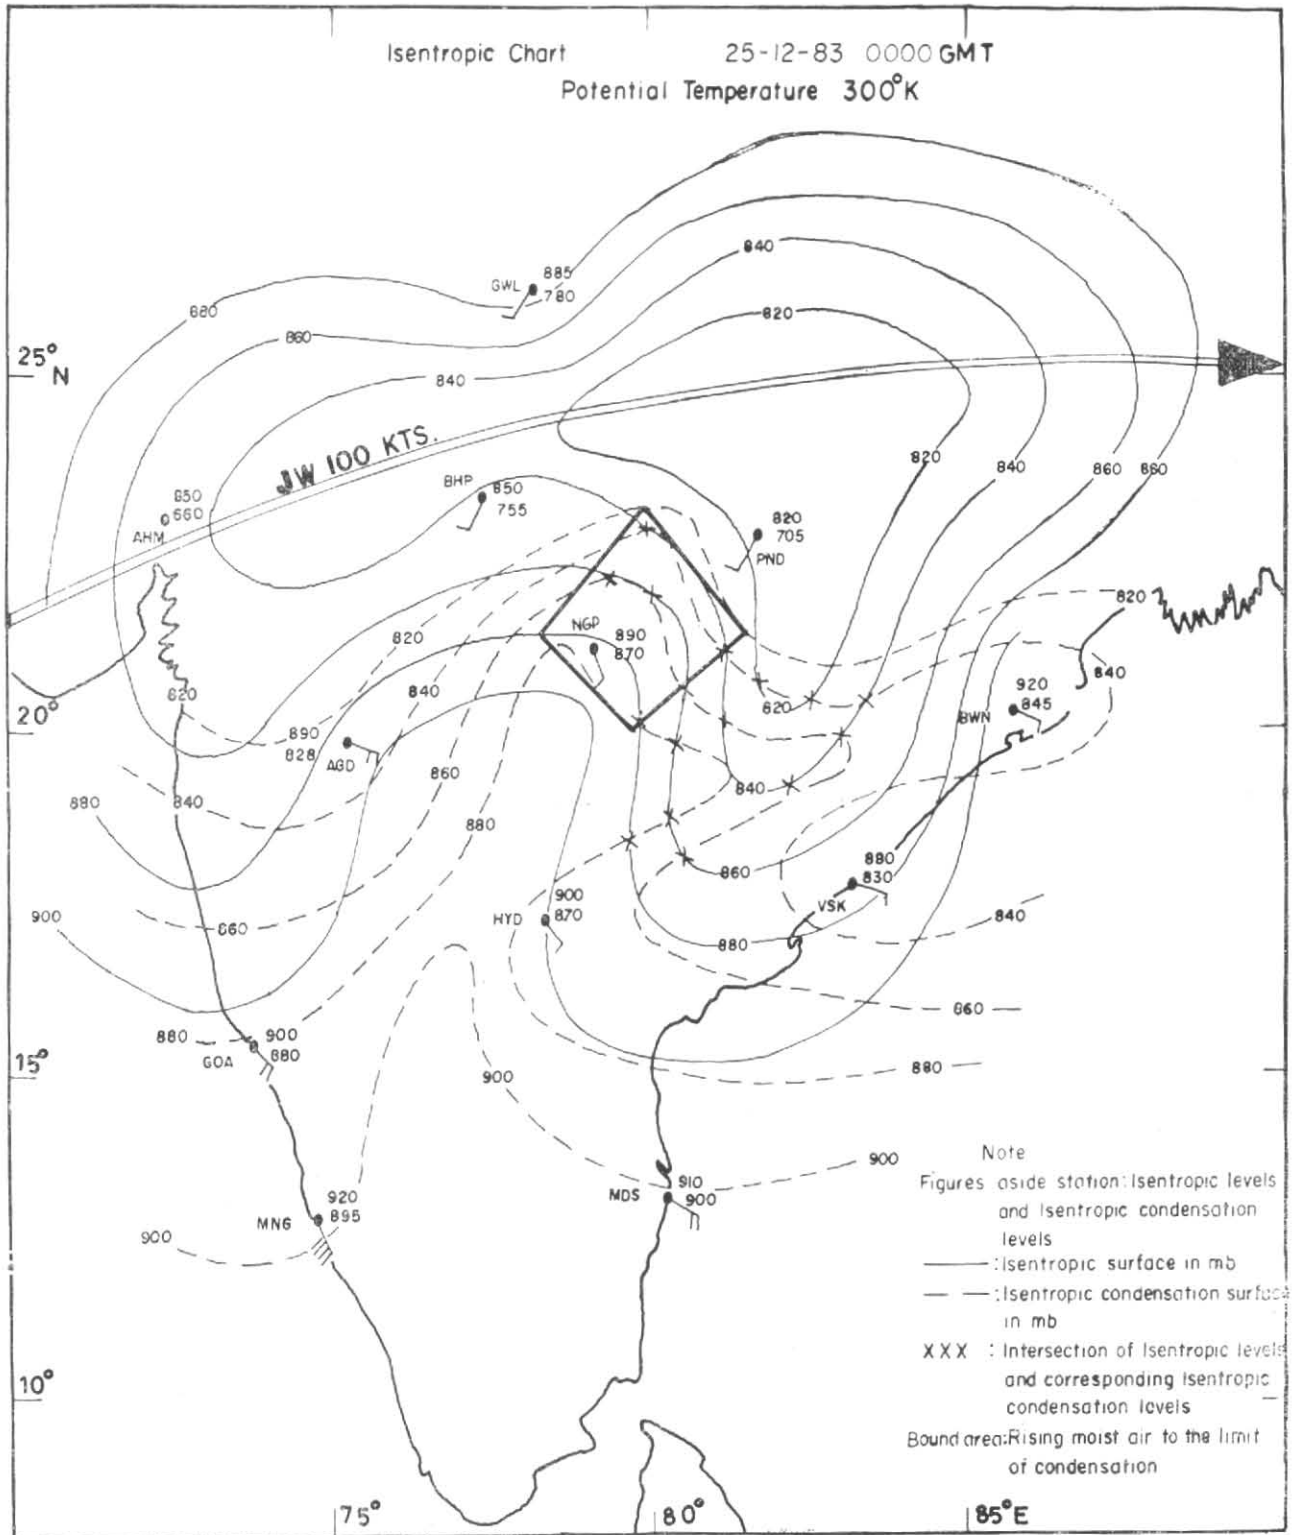 Isentropic Chart 25-12-83 0000 GMT
Potential Temperature 300°K
840
885
GWL
780
880
820
860
25°
N
840
JW 100 KTS.
820
840
860
860
BHP
850
755
850
660
AHM
820
705
PND
820
NGP
890
870
820
840
820
840
20°
890
828
AGD
820
920
845
BWN
860
840
880
840
880
860
880
830
VSK
900
860
HYD
900
870
880
840
860
880
900
880
GOA
15°
900
880
900
910
MDS
900
920
MNG
895
900
Note
Figures aside station: Isentropic levels
and Isentropic condensation
levels
: Isentropic surface in mb
: Isentropic condensation surface
in mb
XXX : Intersection of Isentropic levels
and corresponding Isentropic
condensation levels
Bound area: Rising moist air to the limit
of condensation
10°
75° 80° 85°E